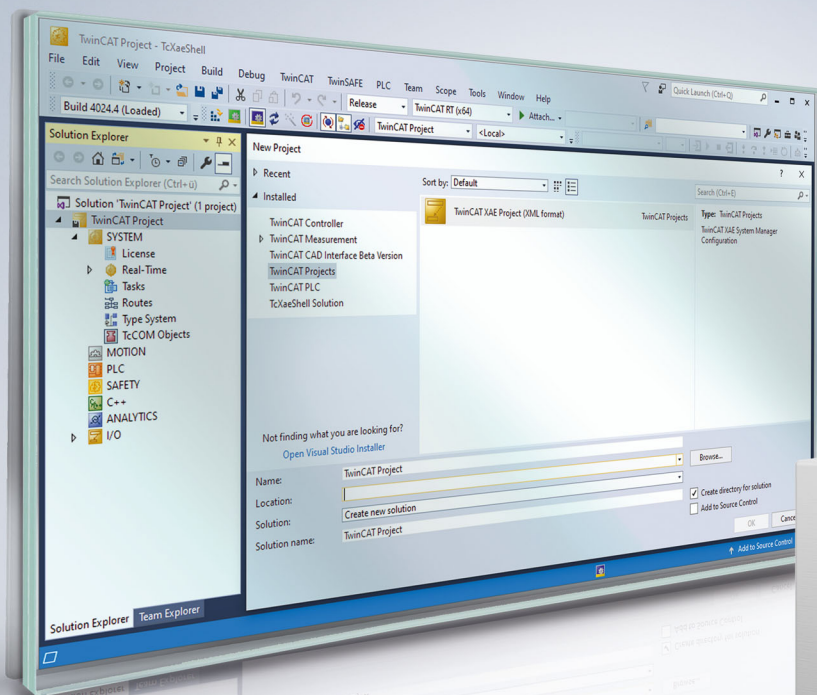 TwinCAT Project - TcXaeShell
File Edit View Project Build Debug TwinCAT TwinSAFE PLC Team Scope Tools Window Help
Quick Launch (Ctrl+Q)
Release
TwinCAT RT (x64)
Attach...
Build 4024.4 (Loaded)
TwinCAT Project
<Local>
Solution Explorer
Search Solution Explorer (Ctrl+ü)
Solution 'TwinCAT Project' (1 project)
TwinCAT Project
SYSTEM
License
Real-Time
Tasks
Routes
Type System
TcCOM Objects
MOTION
PLC
SAFETY
C++
ANALYTICS
I/O
Solution Explorer Team Explorer
New Project
? X
Recent
Installed
TwinCAT Controller
TwinCAT Measurement
TwinCAT CAD Interface Beta Version
TwinCAT Projects
TwinCAT PLC
TcXaeShell Solution
Not finding what you are looking for?
Open Visual Studio Installer
Sort by: Default
TwinCAT XAE Project (XML format) TwinCAT Projects
Search (Ctrl+E)
Type: TwinCAT Projects
TwinCAT XAE System Manager
Configuration
Name: TwinCAT Project
Location:
Browse...
Solution: Create new solution
Solution name: TwinCAT Project
Create directory for solution
Add to Source Control
OK Cance
Add to Source Control